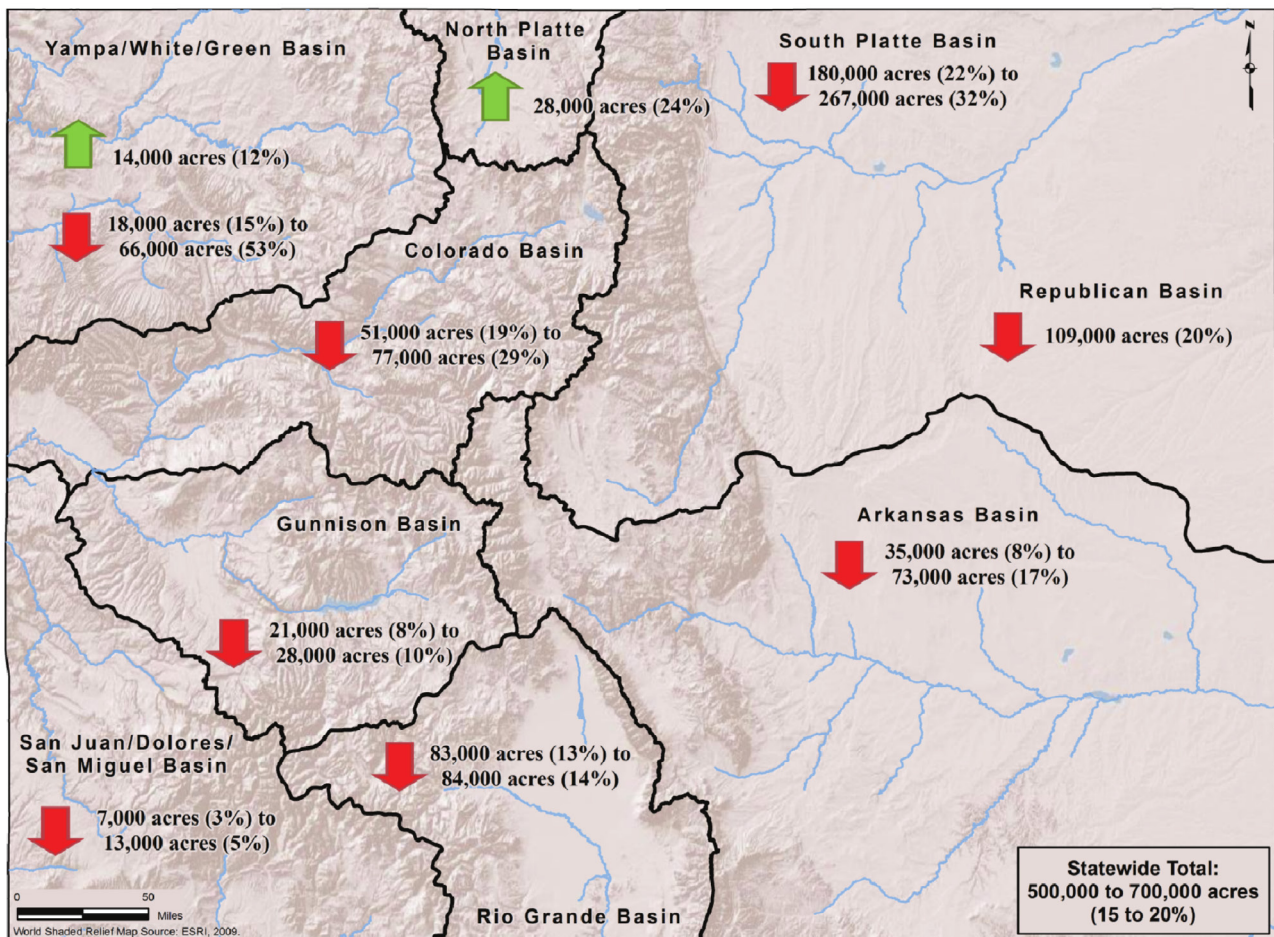 Yampa/White/Green Basin
14,000 acres (12%)
18,000 acres (15%) to
66,000 acres (53%)
North Platte
Basin
28,000 acres (24%)
South Platte Basin
180,000 acres (22%) to
267,000 acres (32%)
N
Colorado Basin
51,000 acres (19%) to
77,000 acres (29%)
Republican Basin
109,000 acres (20%)
Gunnison Basin
21,000 acres (8%) to
28,000 acres (10%)
Arkansas Basin
35,000 acres (8%) to
73,000 acres (17%)
San Juan/Dolores/
San Miguel Basin
7,000 acres (3%) to
13,000 acres (5%)
83,000 acres (13%) to
84,000 acres (14%)
Rio Grande Basin
Statewide Total:
500,000 to 700,000 acres
(15 to 20%)
0 50
Miles
World Shaded Relief Map Source: ESRI, 2009.